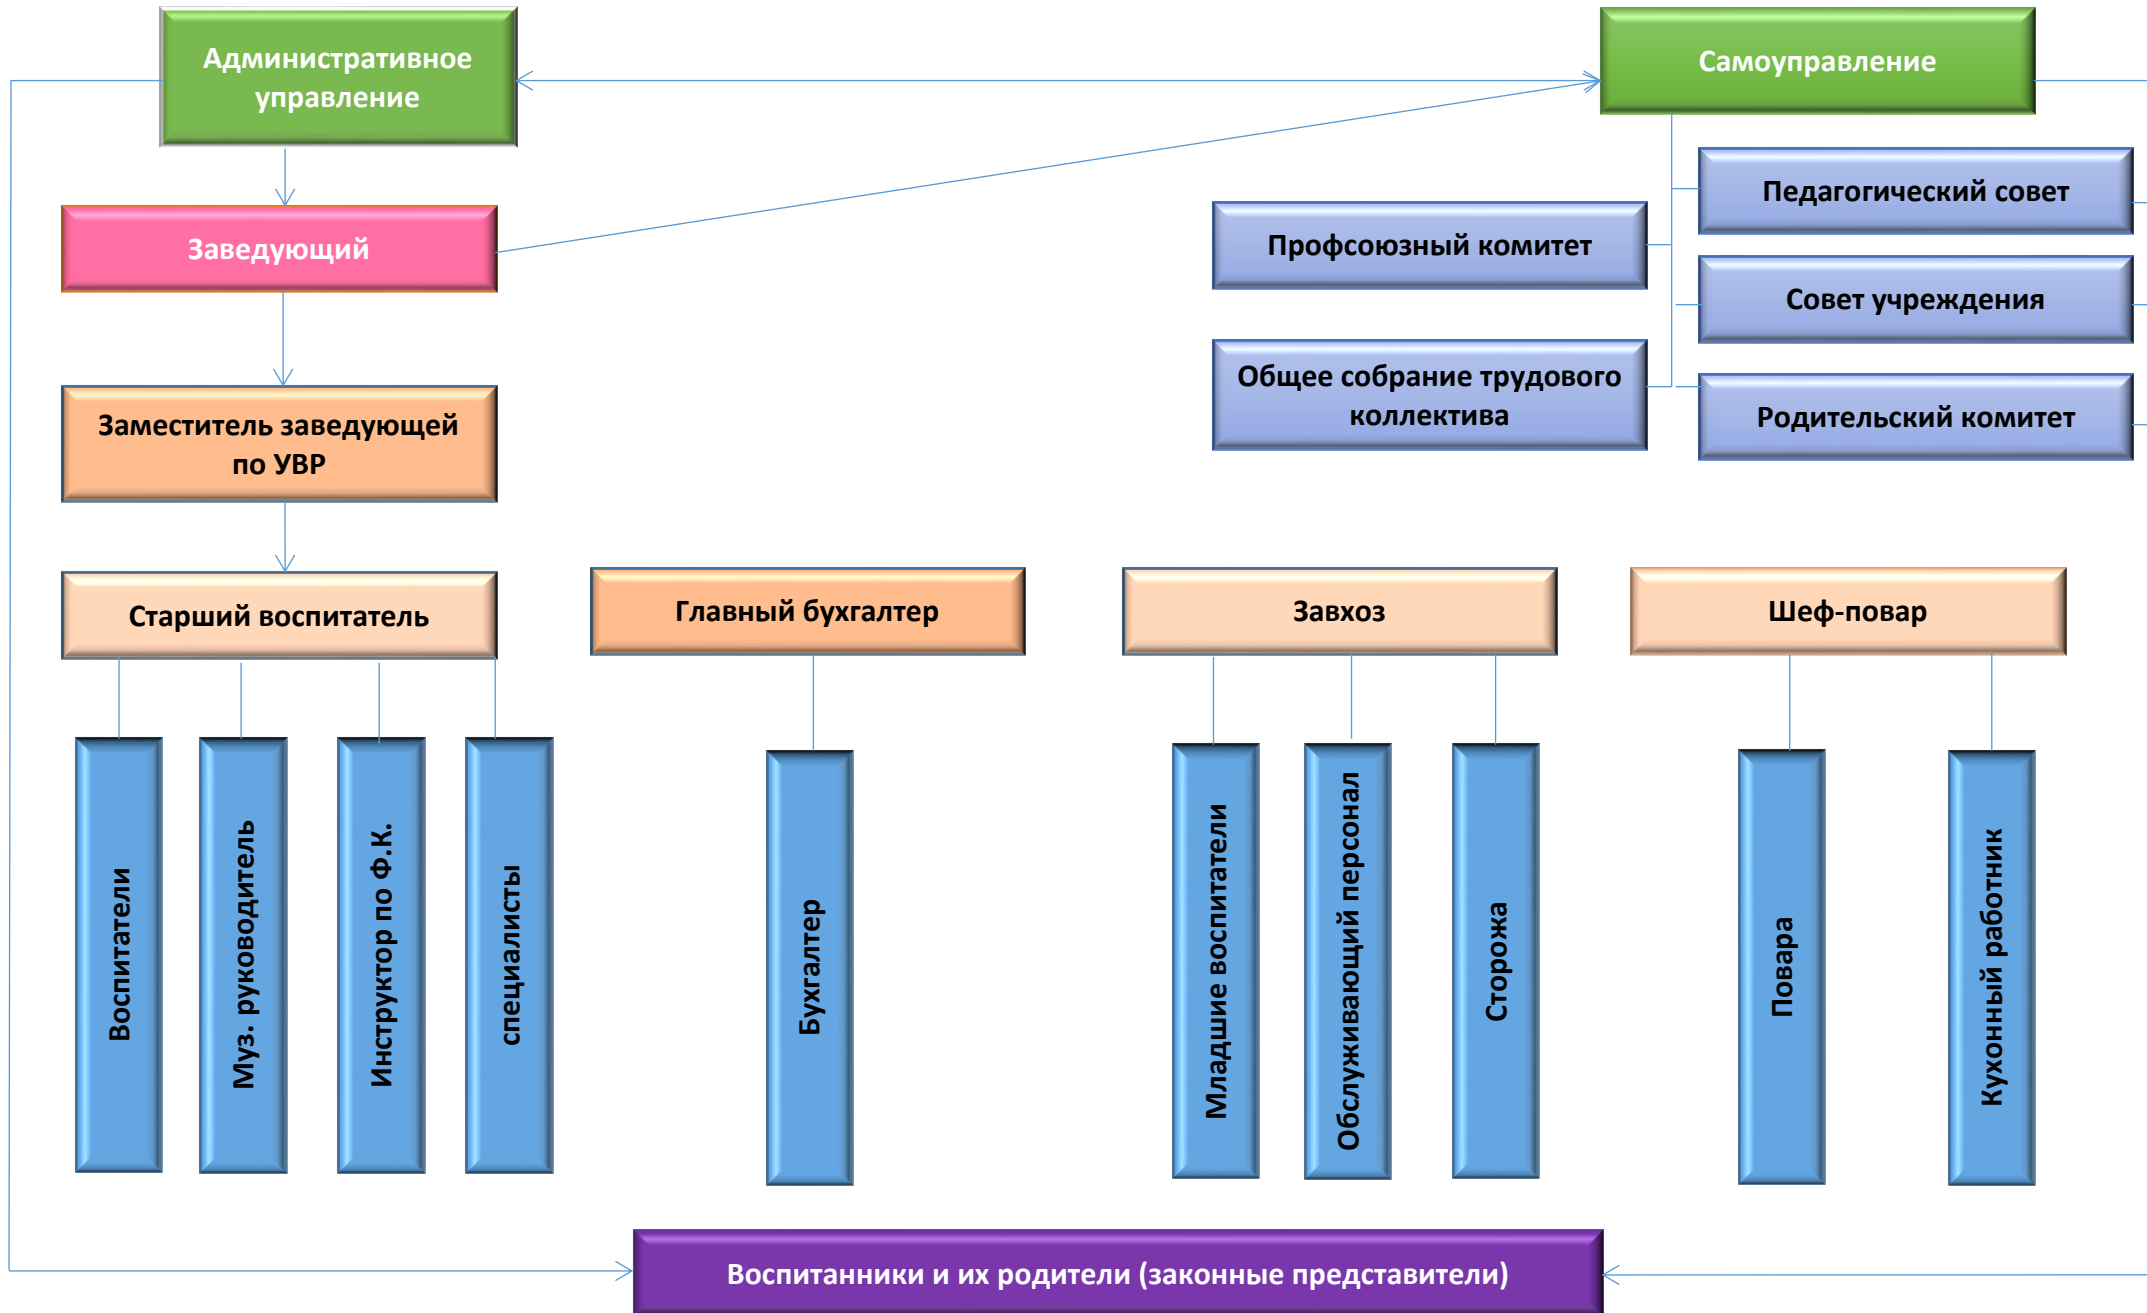 Административное
управление
Самоуправление
Заведующий
Педагогический совет
Профсоюзный комитет
Совет учреждения
Общее собрание трудового
коллектива
Родительский комитет
Заместитель заведующей
по УВР
Старший воспитатель
Главный бухгалтер
Завхоз
Шеф-повар
Воспитатели
Муз. руководитель
Инструктор по Ф.К.
специалисты
Бухгалтер
Младшие воспитатели
Обслуживающий персонал
Сторожа
Повара
Кухонный работник
Воспитанники и их родители (законные представители)